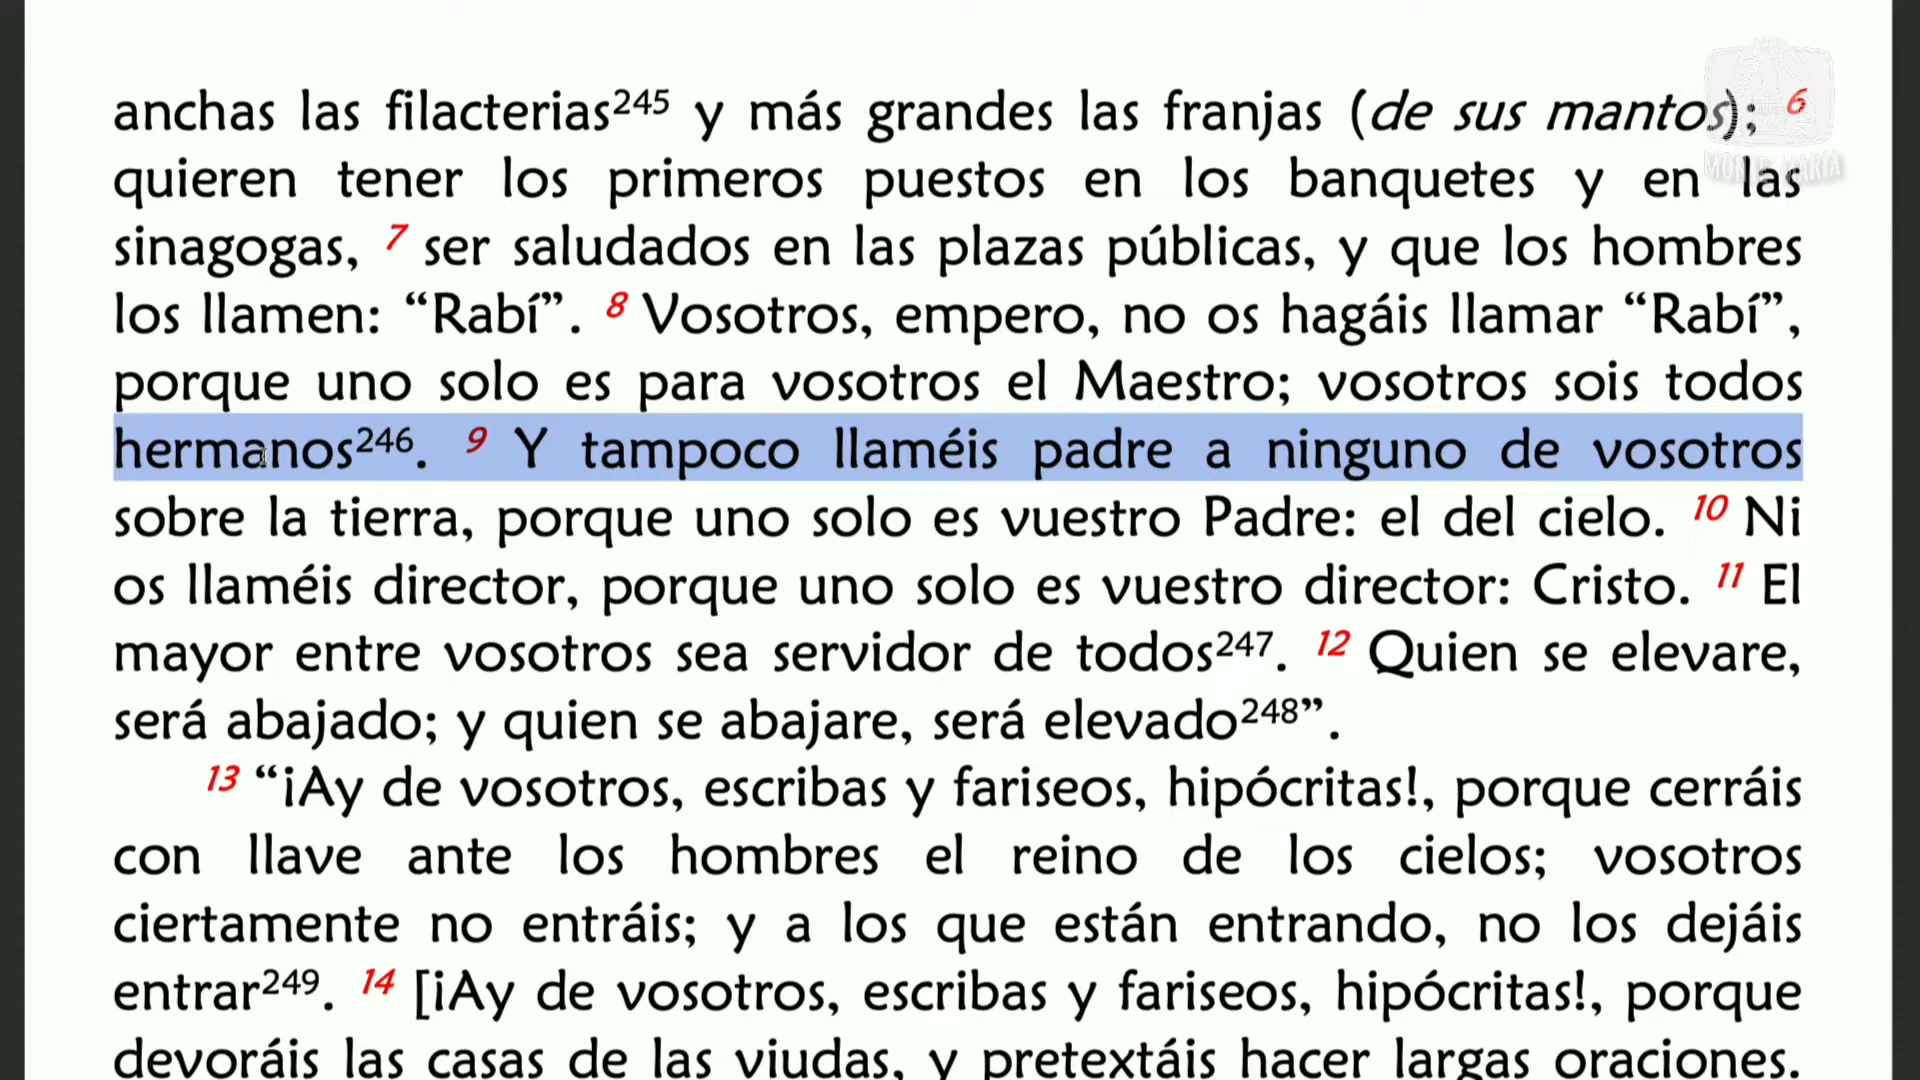 anchas las filacterias²⁴⁵ y más grandes las franjas (de sus mantos); 6
quieren tener los primeros puestos en los banquetes y en las
sinagogas, 7 ser saludados en las plazas públicas, y que los hombres
los llamen: “Rabí”. 8 Vosotros, empero, no os hagáis llamar “Rabí”,
porque uno solo es para vosotros el Maestro; vosotros sois todos
hermanos²⁴⁶. 9 Y tampoco llaméis padre a ninguno de vosotros
sobre la tierra, porque uno solo es vuestro Padre: el del cielo. 10 Ni
os llaméis director, porque uno solo es vuestro director: Cristo. 11 El
mayor entre vosotros sea servidor de todos²⁴⁷. 12 Quien se elevare,
será abajado; y quien se abajare, será elevado²⁴⁸”.
13 “¡Ay de vosotros, escribas y fariseos, hipócritas!, porque cerráis
con llave ante los hombres el reino de los cielos; vosotros
ciertamente no entráis; y a los que están entrando, no los dejáis
entrar²⁴⁹. 14 [¡Ay de vosotros, escribas y fariseos, hipócritas!, porque
devoráis las casas de las viudas, y pretextáis hacer largas oraciones.
MONTE MARÍA